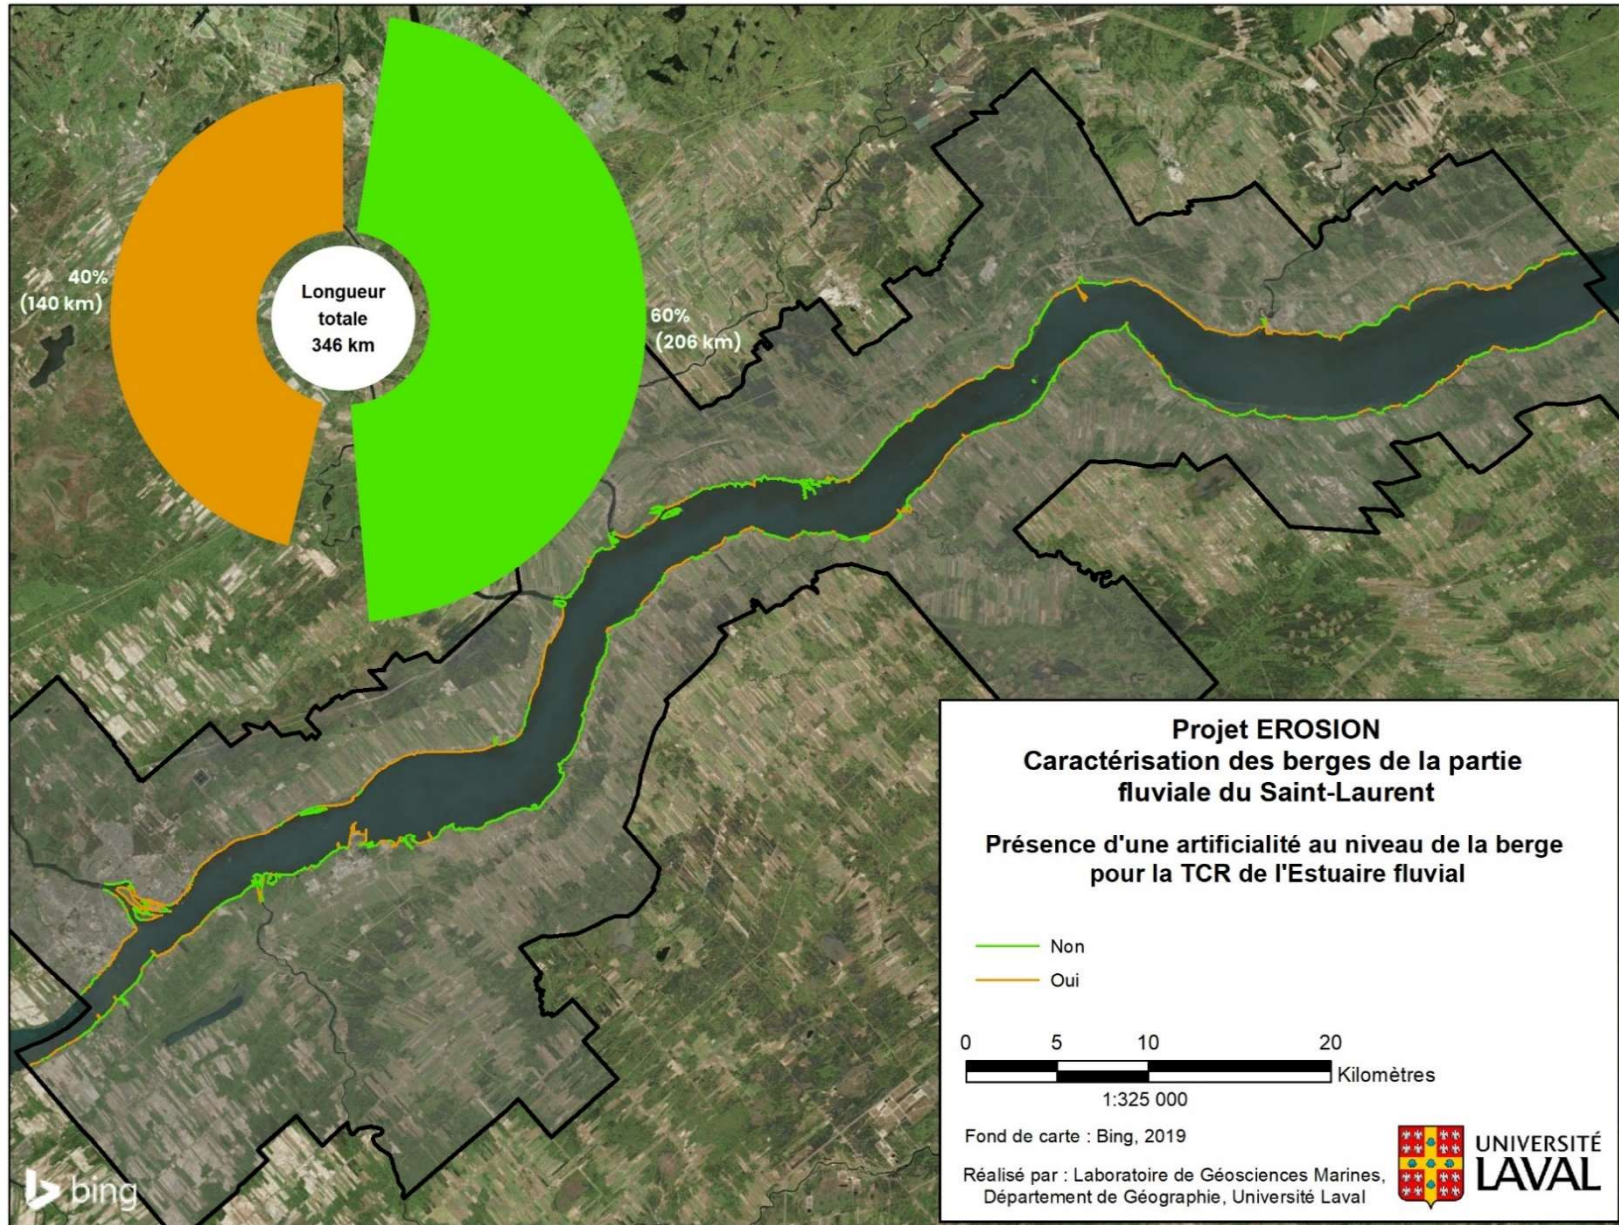 40%
(140 km)
Longueur
totale
346 km
60%
(206 km)
Projet EROSION
Caractérisation des berges de la partie
fluviale du Saint-Laurent
Présence d'une artificialité au niveau de la berge
pour la TCR de l'Estuaire fluvial
Non
Oui
0 5 10 20
Kilomètres
1:325 000
Fond de carte : Bing, 2019
Réalisé par : Laboratoire de Géosciences Marines,
Département de Géographie, Université Laval
UNIVERSITÉ
LAVAL
bing